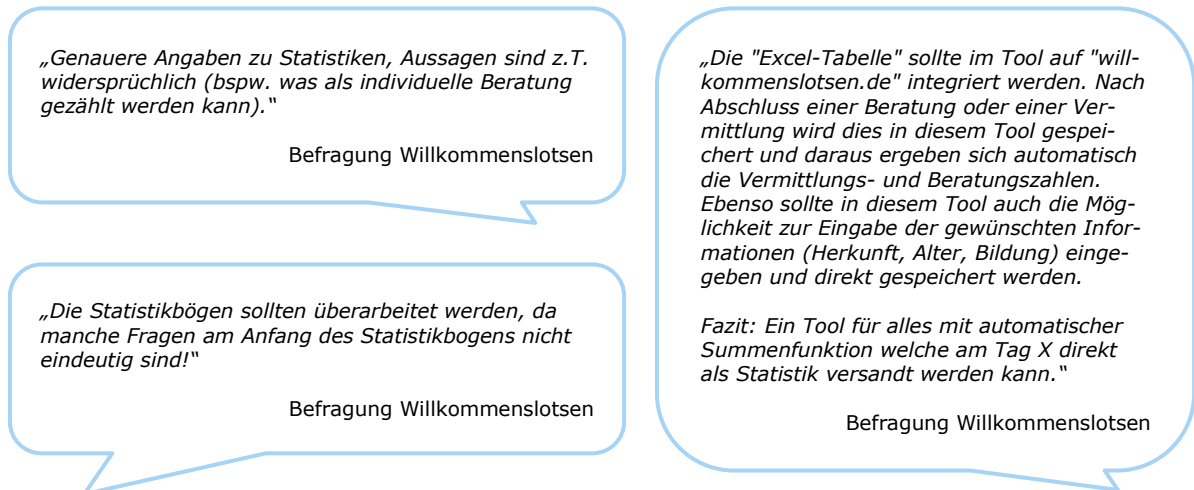 „Genauere Angaben zu Statistiken, Aussagen sind z.T.
widersprüchlich (bspw. was als individuelle Beratung
gezählt werden kann).“
Befragung Willkommenslotsen
„Die Statistikbögen sollten überarbeitet werden, da
manche Fragen am Anfang des Statistikbogens nicht
eindeutig sind!“
Befragung Willkommenslotsen
„Die "Excel-Tabelle" sollte im Tool auf "will-
kommenslotsen.de" integriert werden. Nach
Abschluss einer Beratung oder einer Ver-
mittlung wird dies in diesem Tool gespei-
chert und daraus ergeben sich automatisch
die Vermittlungs- und Beratungszahlen.
Ebenso sollte in diesem Tool auch die Mög-
lichkeit zur Eingabe der gewünschten Infor-
mationen (Herkunft, Alter, Bildung) einge-
geben und direkt gespeichert werden.
Fazit: Ein Tool für alles mit automatischer
Summenfunktion welche am Tag X direkt
als Statistik versandt werden kann.“
Befragung Willkommenslotsen